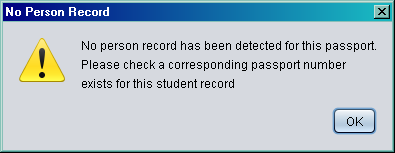 No Person Record
No person record has been detected for this passport.
Please check a corresponding passport number
exists for this student record
OK